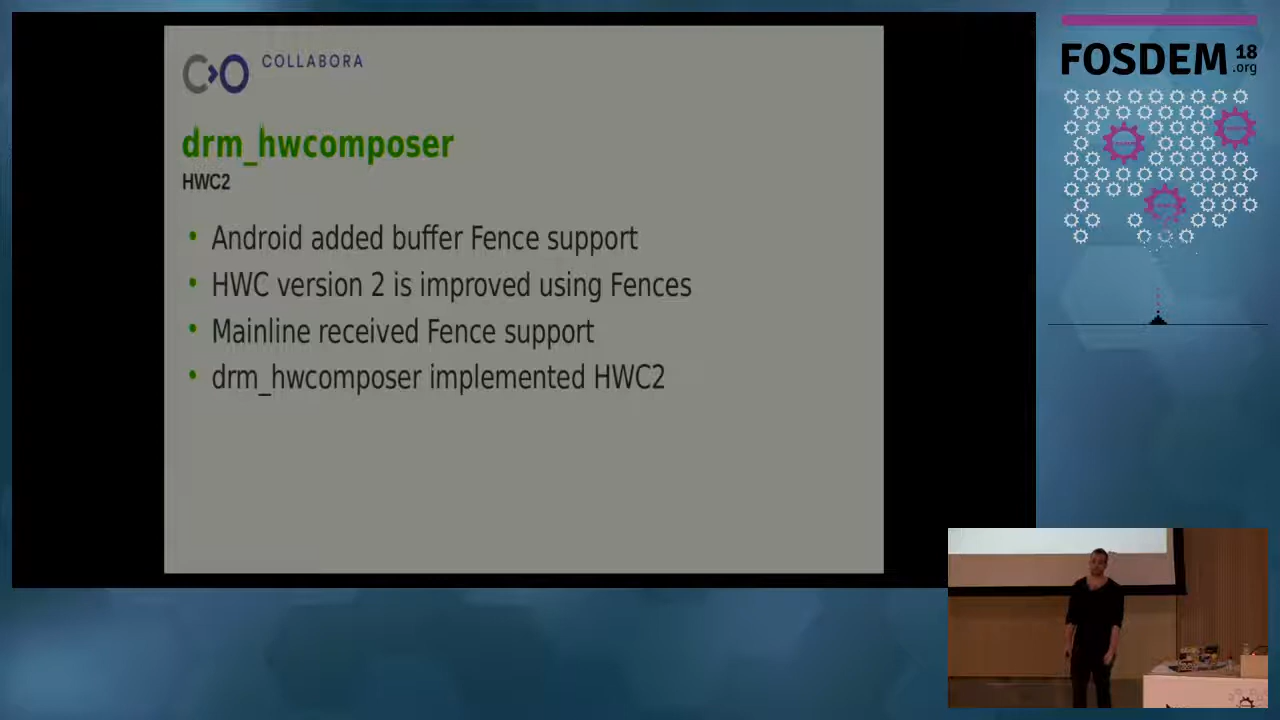 COLLABORA
drm_hwcomposer
HWC2
• Android added buffer Fence support
• HWC version 2 is improved using Fences
• Mainline received Fence support
• drm_hwcomposer implemented HWC2
FOSDEM 18
.org